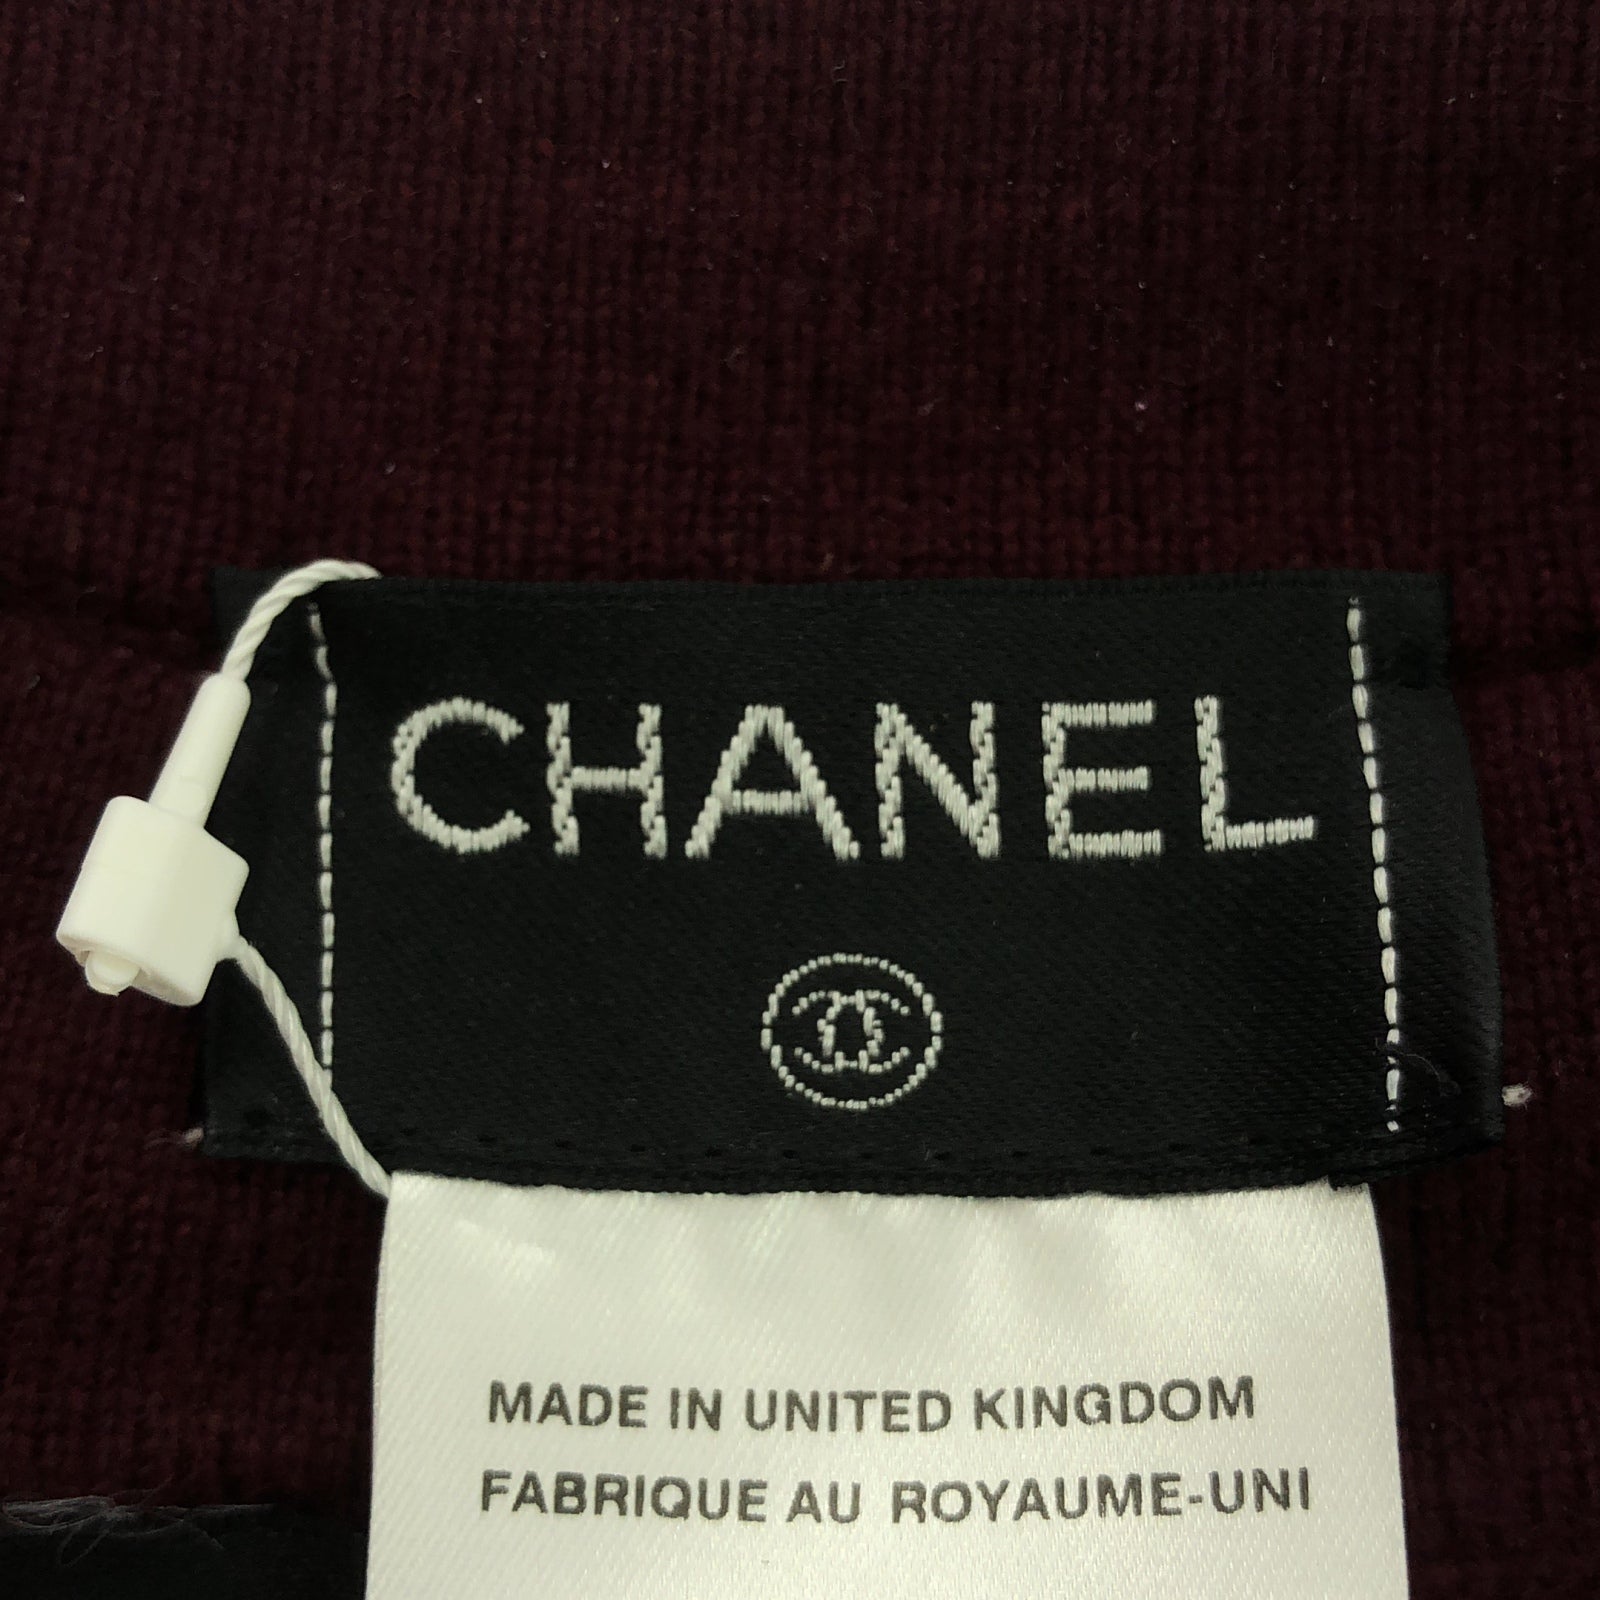 CHANEL
MADE IN UNITED KINGDOM
FABRIQUE AU ROYAUME-UNI